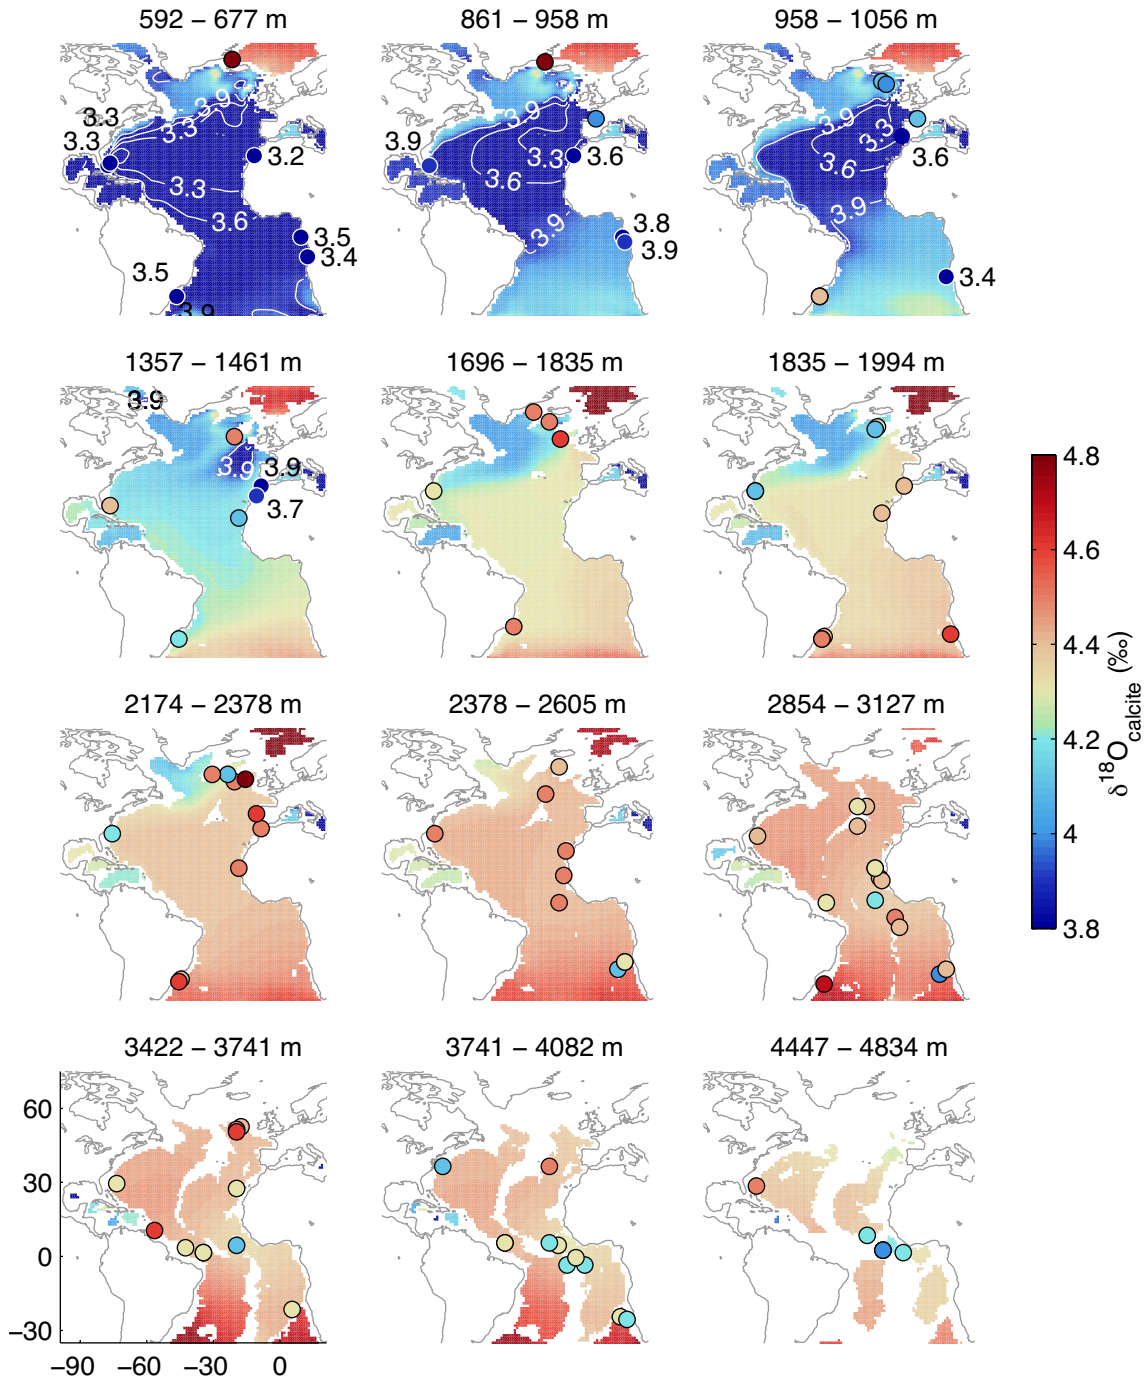 592 – 677 m
861 – 958 m
958 – 1056 m
3.3
3.3
3.9
3.3
3.2
3.3
3.6
3.5
3.4
3.5
3.9
3.9
3.9
3.3
3.6
3.6
3.9
3.8
3.9
3.9
3.3
3.6
3.6
3.9
3.4
1357 – 1461 m
1696 – 1835 m
1835 – 1994 m
3.9
3.9
3.9
3.7
2174 – 2378 m
2378 – 2605 m
2854 – 3127 m
3422 – 3741 m
3741 – 4082 m
4447 – 4834 m
60
30
0
−30
−90 −60 −30 0
4.8
4.6
4.4
4.2
4
3.8
δ18Ocalcite (‰)